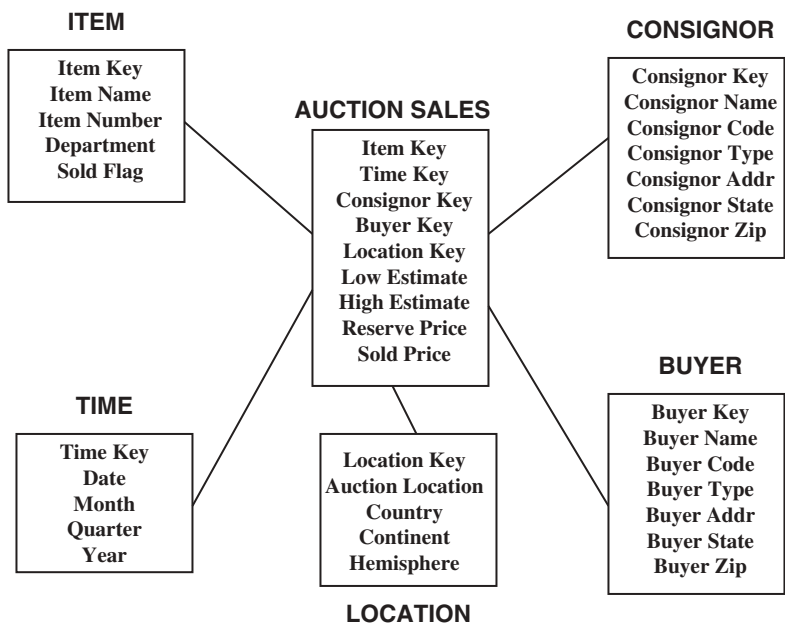 ITEM
Item Key
Item Name
Item Number
Department
Sold Flag
AUCTION SALES
Item Key
Time Key
Consignor Key
Buyer Key
Location Key
Low Estimate
High Estimate
Reserve Price
Sold Price
CONSIGNOR
Consignor Key
Consignor Name
Consignor Code
Consignor Type
Consignor Addr
Consignor State
Consignor Zip
TIME
Time Key
Date
Month
Quarter
Year
Location Key
Auction Location
Country
Continent
Hemisphere
LOCATION
BUYER
Buyer Key
Buyer Name
Buyer Code
Buyer Type
Buyer Addr
Buyer State
Buyer Zip